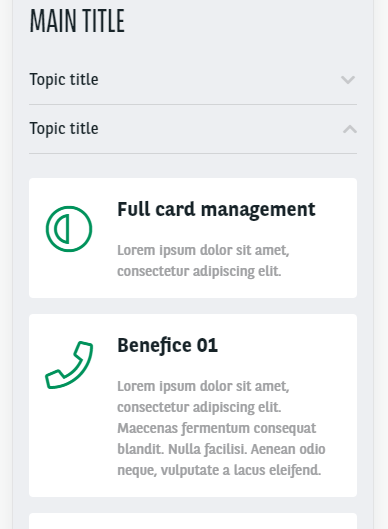 MAIN TITLE
Topic title
Topic title
Full card management
Lorem ipsum dolor sit amet,
consectetur adipiscing elit.
Benefice 01
Lorem ipsum dolor sit amet,
consectetur adipiscing elit.
Maecenas fermentum consequat
blandit. Nulla facilisi. Aenean odio
neque, vulputate a lacus eleifend.